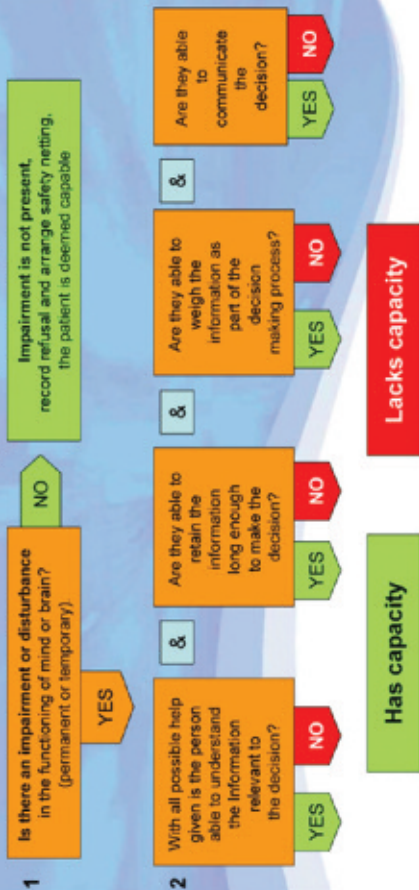 1
Is there an impairment or disturbance
in the functioning of mind or brain?
(permanent or temporary)
NO
Impairment is not present,
record refusal and arrange safety netting,
the patient is deemed capable
YES
2
With all possible help
given is the person
able to understand
the Information
relevant to
the decision?
&
Are they able to
retain the
information
long enough
to make the
decision?
&
Are they able to
weigh the
information as
part of the
decision
making process?
&
Are they able
to
communicate
the
decision?
YES
NO
YES
NO
YES
NO
YES
NO
Has capacity
Lacks capacity